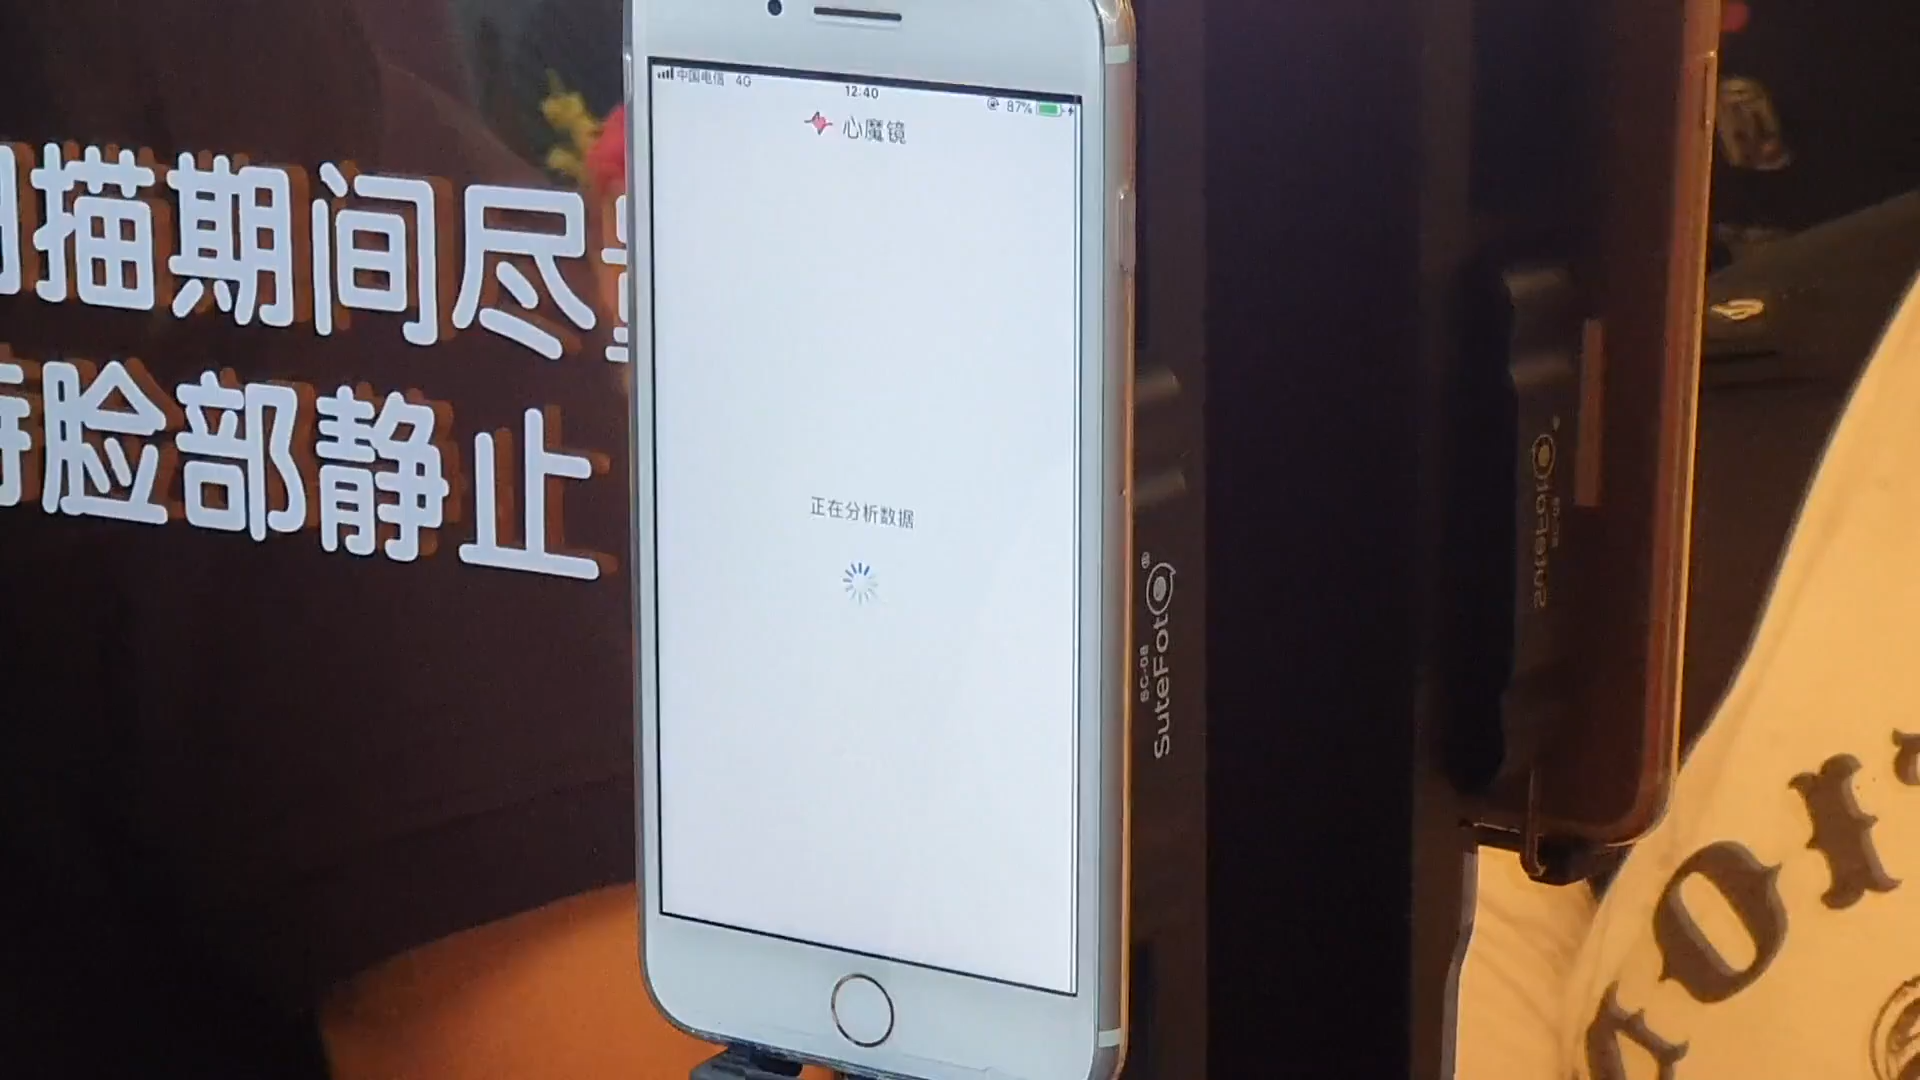 描期间尽
脸部静止
中国电信 4G
12:40
87%
心魔镜
正在分析数据
SuteFoto®
SC-08